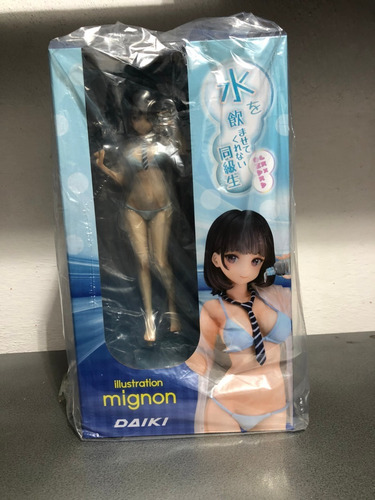 水を
飲ませてくれない
同級生
illustration
mignon
DAIKI